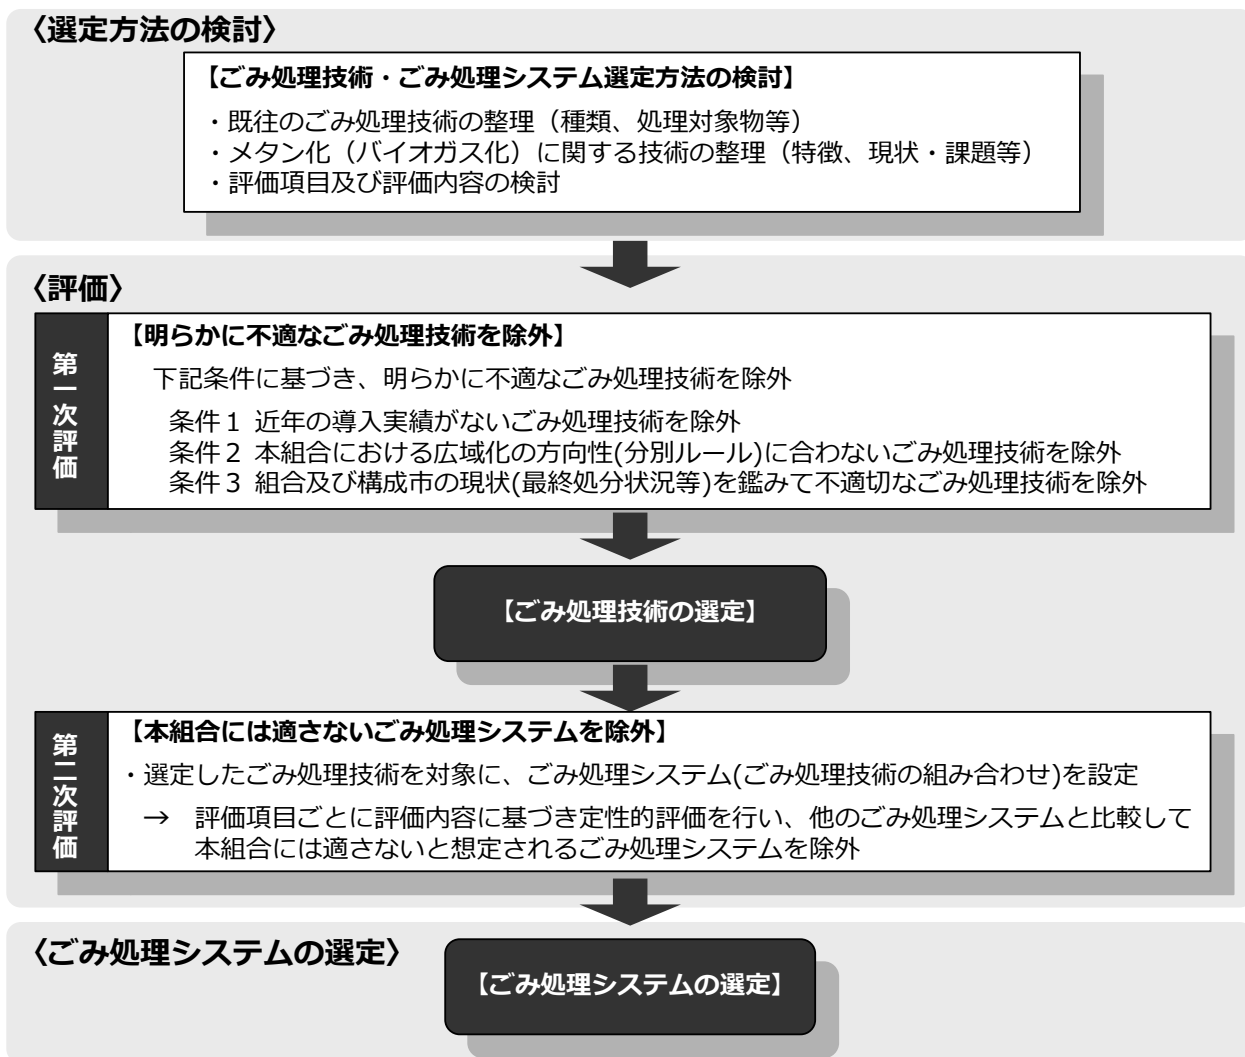 〈選定方法の検討〉
【ごみ処理技術・ごみ処理システム選定方法の検討】
・既往のごみ処理技術の整理（種類、処理対象物等）
・メタン化（バイオガス化）に関する技術の整理（特徴、現状・課題等）
・評価項目及び評価内容の検討
〈評価〉
第一次評価
【明らかに不適なごみ処理技術を除外】
下記条件に基づき、明らかに不適なごみ処理技術を除外
条件１ 近年の導入実績がないごみ処理技術を除外
条件２ 本組合における広域化の方向性(分別ルール)に合わないごみ処理技術を除外
条件３ 組合及び構成市の現状(最終処分状況等)を鑑みて不適切なごみ処理技術を除外
【ごみ処理技術の選定】
第二次評価
【本組合には適さないごみ処理システムを除外】
・選定したごみ処理技術を対象に、ごみ処理システム(ごみ処理技術の組み合わせ)を設定
→ 評価項目ごとに評価内容に基づき定性的評価を行い、他のごみ処理システムと比較して
本組合には適さないと想定されるごみ処理システムを除外
〈ごみ処理システムの選定〉
【ごみ処理システムの選定】